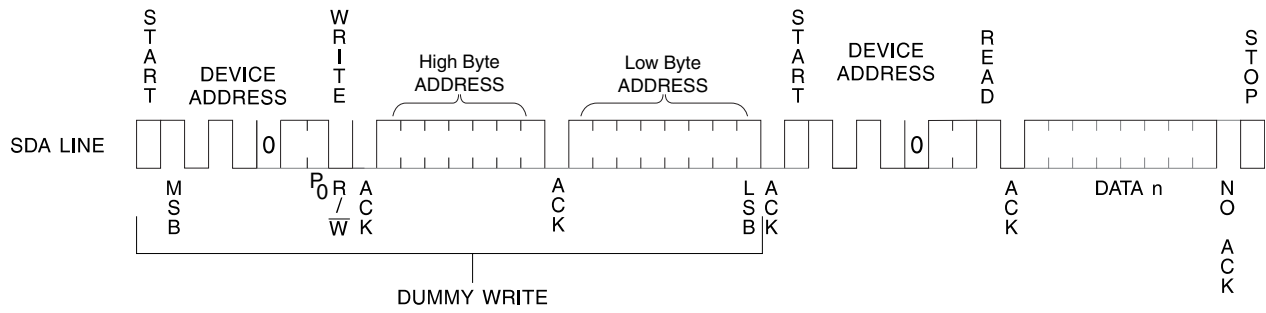 START
DEVICE
ADDRESS
WRITE
High Byte
ADDRESS
Low Byte
ADDRESS
START
DEVICE
ADDRESS
READ
STOP
SDA LINE
0
0
MSB
P0
R/W
ACK
ACK
LSB
ACK
ACK
DATA n
NO ACK
DUMMY WRITE